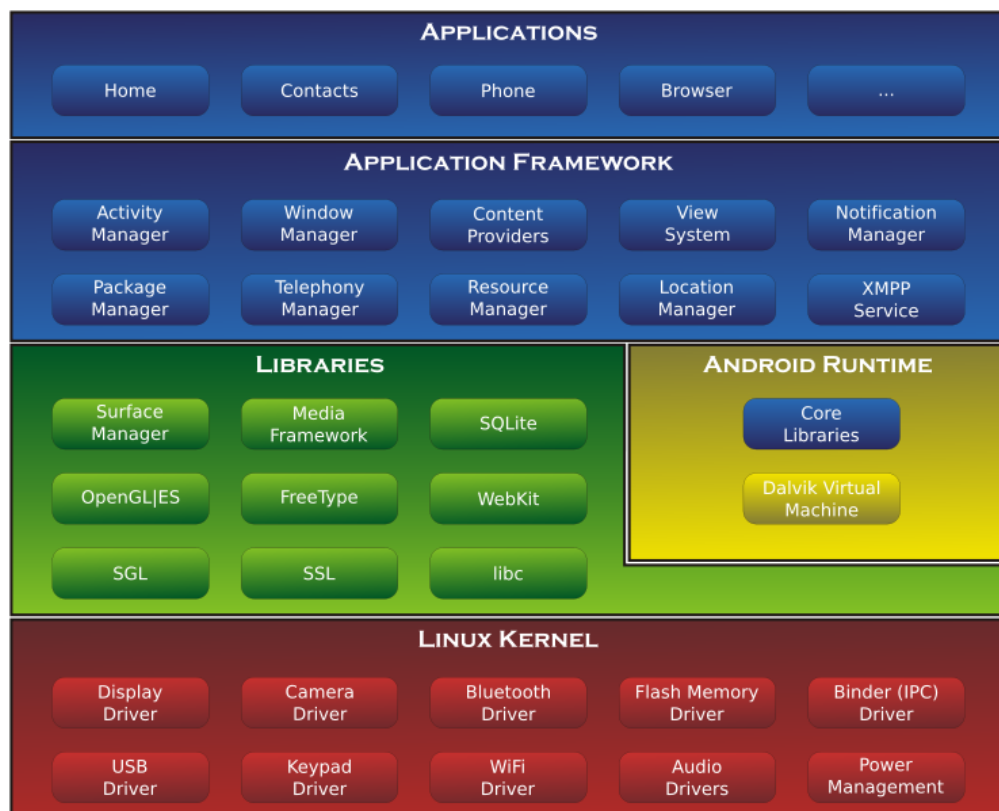 APPLICATIONS
Home
Contacts
Phone
Browser
...
APPLICATION FRAMEWORK
Activity
Manager
Window
Manager
Content
Providers
View
System
Notification
Manager
Package
Manager
Telephony
Manager
Resource
Manager
Location
Manager
XMPP
Service
LIBRARIES
Surface
Manager
Media
Framework
SQLite
OpenGL|ES
FreeType
WebKit
SGL
SSL
libc
ANDROID RUNTIME
Core
Libraries
Dalvik Virtual
Machine
LINUX KERNEL
Display
Driver
Camera
Driver
Bluetooth
Driver
Flash Memory
Driver
Binder (IPC)
Driver
USB
Driver
Keypad
Driver
WiFi
Driver
Audio
Drivers
Power
Management